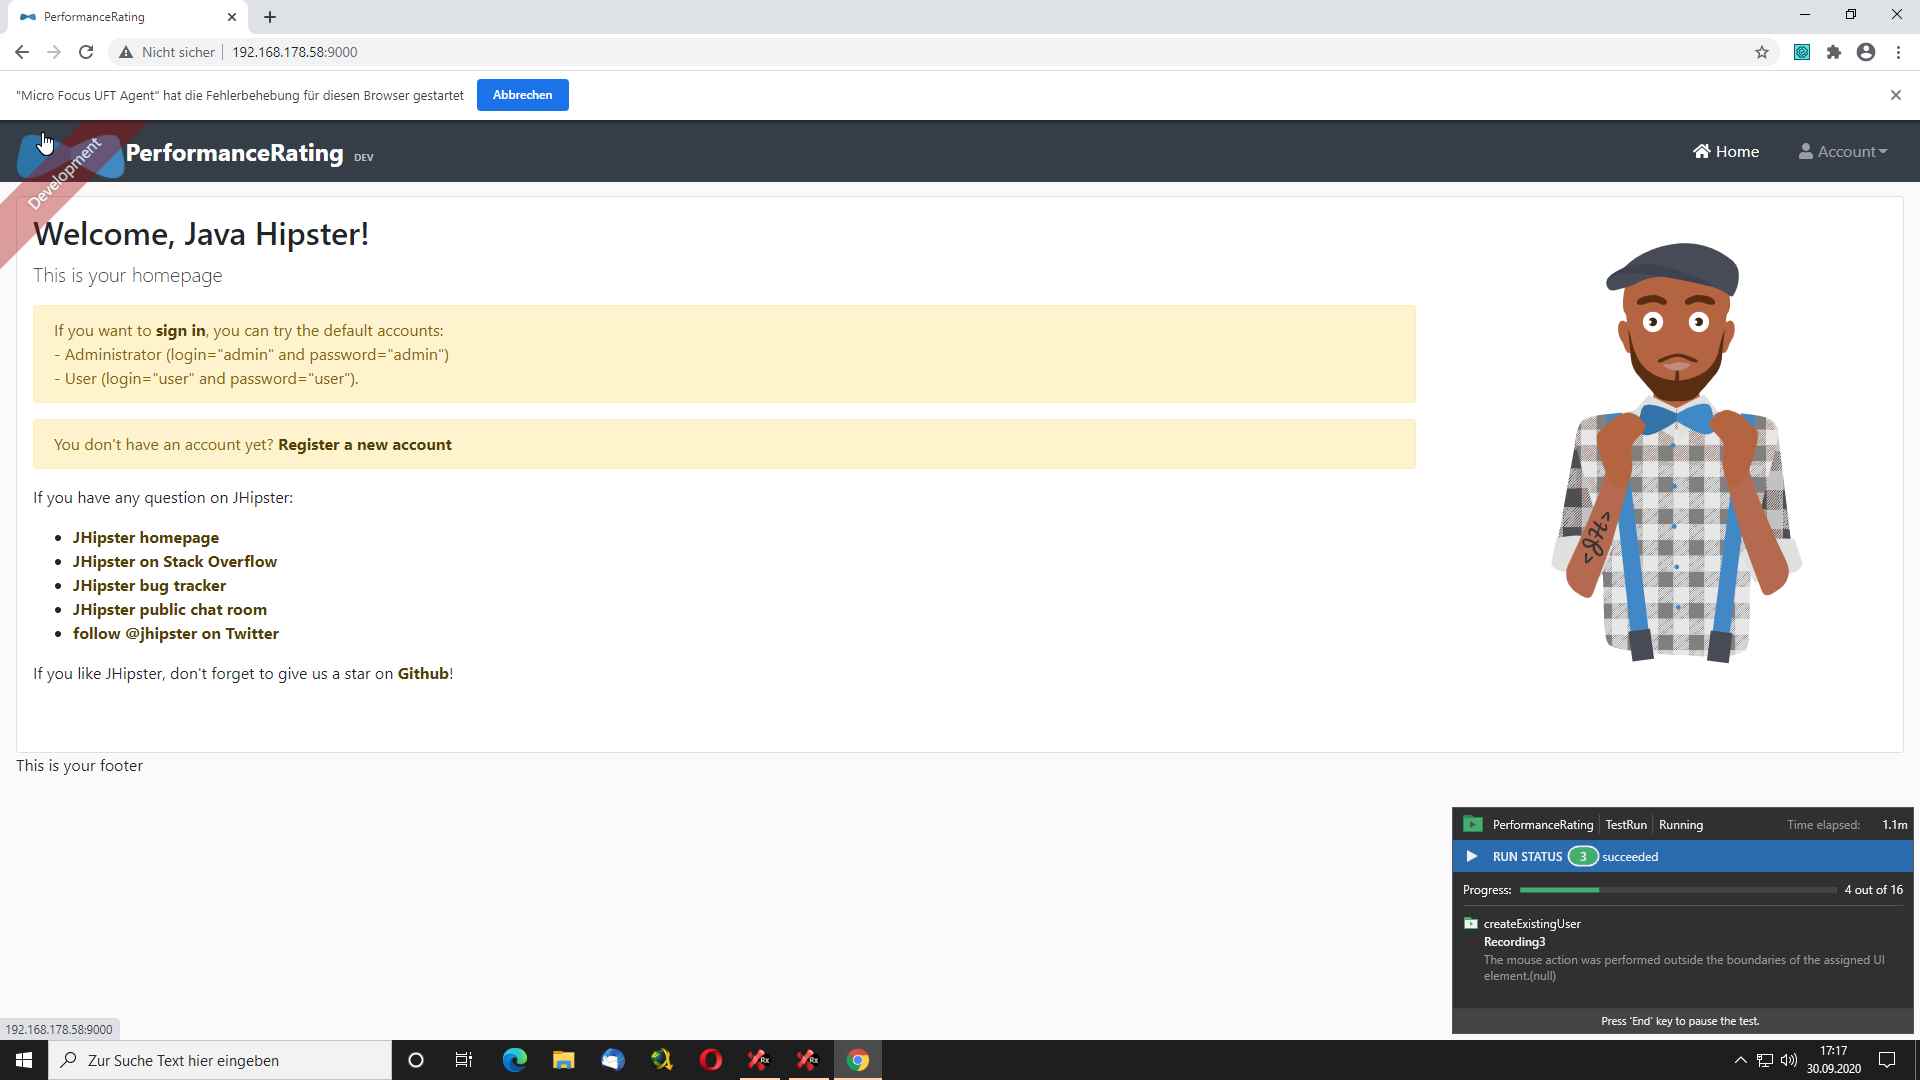 PerformanceRating
Nicht sicher
192.168.178.58:9000
"Micro Focus UFT Agent" hat die Fehlerbehebung für diesen Browser gestartet
Abbrechen
Development
PerformanceRating DEV
Home
Account
Welcome, Java Hipster!
This is your homepage
If you want to sign in, you can try the default accounts:
- Administrator (login="admin" and password="admin")
- User (login="user" and password="user").
You don't have an account yet? Register a new account
If you have any question on JHipster:
JHipster homepage
JHipster on Stack Overflow
JHipster bug tracker
JHipster public chat room
follow @jhipster on Twitter
If you like JHipster, don't forget to give us a star on Github!
<JH>
This is your footer
PerformanceRating TestRun Running Time elapsed: 1.1m
RUN STATUS 3 succeeded
Progress: 4 out of 16
createExistingUser
Recording3
The mouse action was performed outside the boundaries of the assigned UI
element.(null)
Press 'End' key to pause the test.
192.168.178.58:9000
Zur Suche Text hier eingeben
Rx
Rx
17:17
30.09.2020